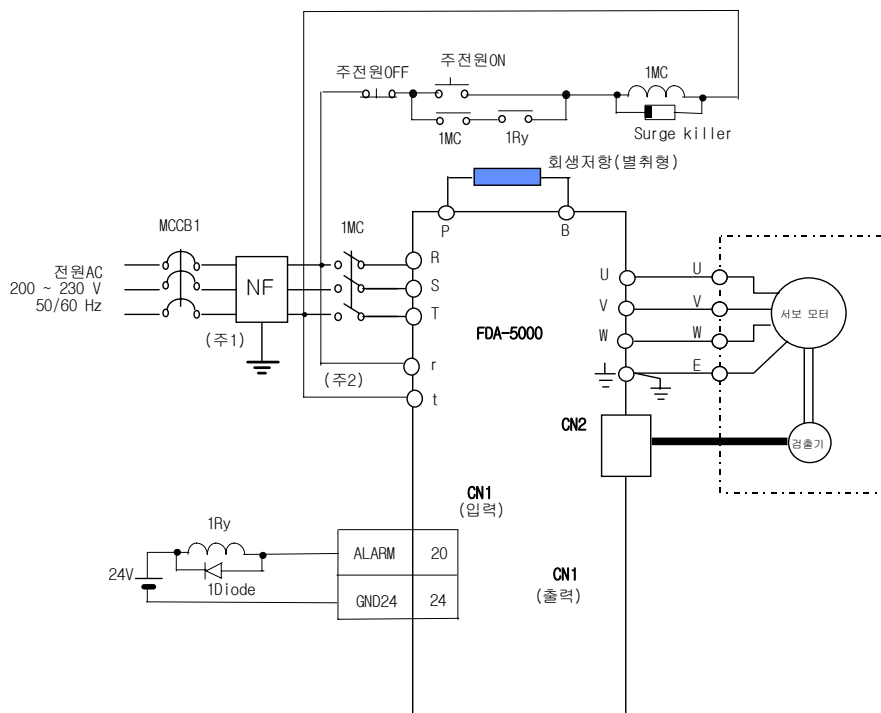 주전원OFF
주전원ON
1MC
1MC
1Ry
Surge killer
회생저항(별취형)
P
B
MCCB1
1MC
전원AC
200 ~ 230 V
50/60 Hz
NF
(주1)
R
S
T
r
(주2)
t
FDA-5000
U
V
W
U
V
W
E
서보 모터
CN2
검출기
CN1
(입력)
1Ry
24V
1Diode
ALARM
20
GND24
24
CN1
(출력)